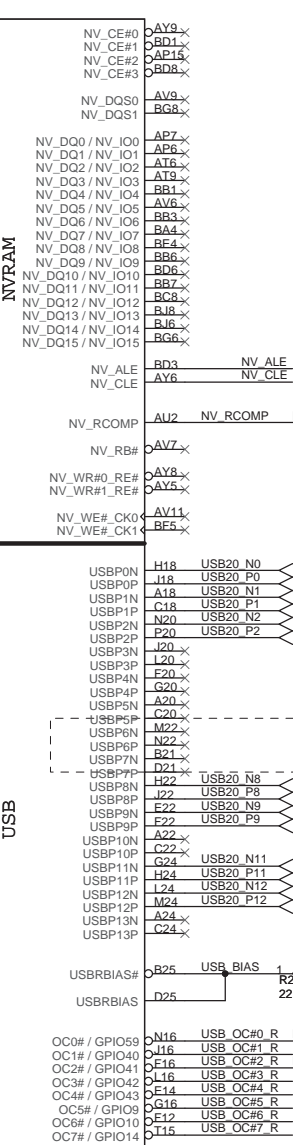 NVRAM
NV_CE#0 AY9
NV_CE#1 BD1
NV_CE#2 AP15
NV_CE#3 BD8
NV_DQS0 AV9
NV_DQS1 BG8
NV_DQ0 / NV_IO0 AP7
NV_DQ1 / NV_IO1 AP6
NV_DQ2 / NV_IO2 AT6
NV_DQ3 / NV_IO3 AT9
NV_DQ4 / NV_IO4 BB1
NV_DQ5 / NV_IO5 AV6
NV_DQ6 / NV_IO6 BB3
NV_DQ7 / NV_IO7 BA4
NV_DQ8 / NV_IO8 BE4
NV_DQ9 / NV_IO9 BB6
NV_DQ10 / NV_IO10 BD6
NV_DQ11 / NV_IO11 BB7
NV_DQ12 / NV_IO12 BC8
NV_DQ13 / NV_IO13 BJ8
NV_DQ14 / NV_IO14 BJ6
NV_DQ15 / NV_IO15 BG6
NV_ALE BD3 NV_ALE
NV_CLE AY6 NV_CLE
NV_RCOMP AU2 NV_RCOMP
NV_RB# AV7
NV_WR#0_RE# AY8
NV_WR#1_RE# AY5
NV_WE#_CK0 AV11
NV_WE#_CK1 BF5
USB
USBP0N H18 USB20_N0
USBP0P J18 USB20_P0
USBP1N A18 USB20_N1
USBP1P C18 USB20_P1
USBP2N N20 USB20_N2
USBP2P P20 USB20_P2
USBP3N J20
USBP3P L20
USBP4N F20
USBP4P G20
USBP5N A20
USBP5P C20
USBP6N M22
USBP6P N22
USBP7N B21
USBP7P D21
USBP8N H22 USB20_N8
USBP8P J22 USB20_P8
USBP9N E22 USB20_N9
USBP9P F22 USB20_P9
USBP10N A22
USBP10P C22
USBP11N G24 USB20_N11
USBP11P H24 USB20_P11
USBP12N L24 USB20_N12
USBP12P M24 USB20_P12
USBP13N A24
USBP13P C24
USBRBIAS# B25 USB_BIAS 1
R2
22
USBRBIAS D25
OC0# / GPIO59 N16 USB_OC#0_R
OC1# / GPIO40 J16 USB_OC#1_R
OC2# / GPIO41 F16 USB_OC#2_R
OC3# / GPIO42 L16 USB_OC#3_R
OC4# / GPIO43 E14 USB_OC#4_R
OC5# / GPIO9 G16 USB_OC#5_R
OC6# / GPIO10 F12 USB_OC#6_R
OC7# / GPIO14 T15 USB_OC#7_R